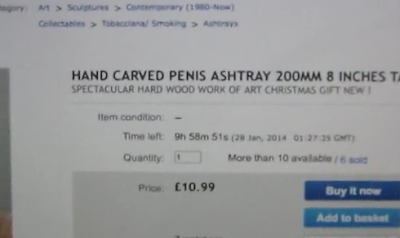 tegory: Art > Sculptures > Contemporary (1980-Now)
Collectables > Tobacciana/ Smoking > Ashtrays
HAND CARVED PENIS ASHTRAY 200MM 8 INCHES TA
SPECTACULAR HARD WOOD WORK OF ART CHRISTMAS GIFT NEW !
Item condition: --
Time left: 9h 58m 51s (28 Jan, 2014 01:27:35 GMT)
Quantity: 1 More than 10 available / 6 sold
Price: £10.99 Buy it now
Add to basket